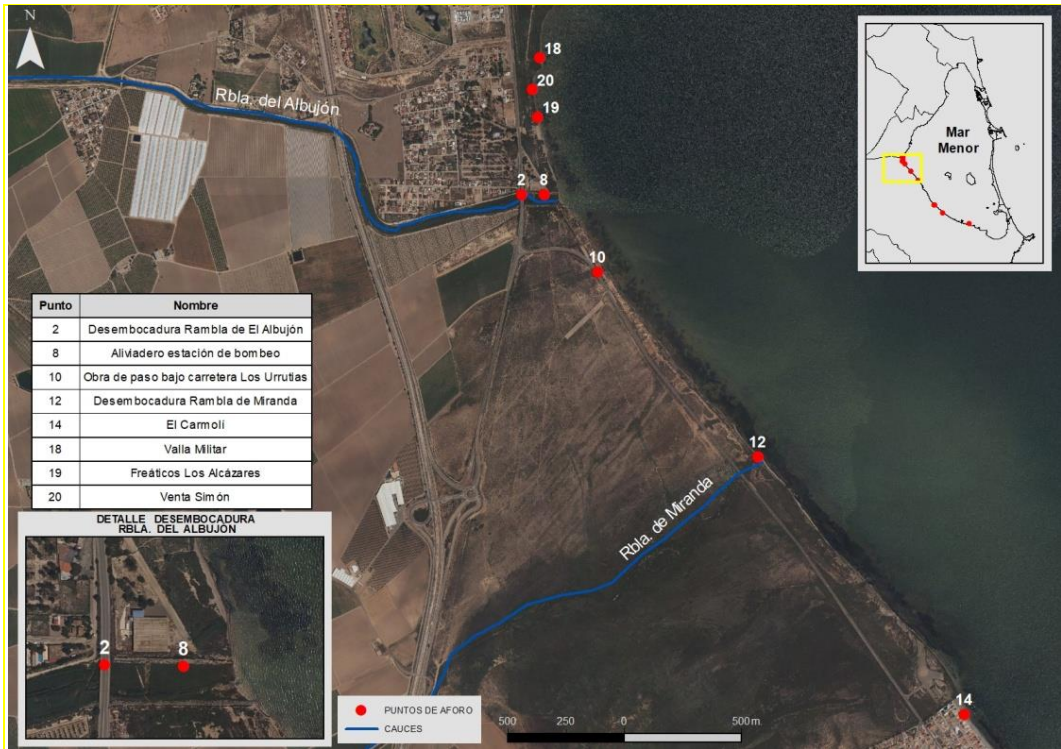 N
18
20
19
Rbla. del Albujón
2
8
10
12
Rbla. de Miranda
14
Mar
Menor
Punto Nombre
2 Desembocadura Rambla de El Albujón
8 Aliviadero estación de bombeo
10 Obra de paso bajo carretera Los Urrutias
12 Desembocadura Rambla de Miranda
14 El Carmoli
18 Valla Militar
19 Freáticos Los Alcázares
20 Venta Simón
DETALLE DESEMBOCADURA
RBLA. DEL ALBUJÓN
2
8
PUNTOS DE AFORO
CAUCES
500 250 0 500 m.